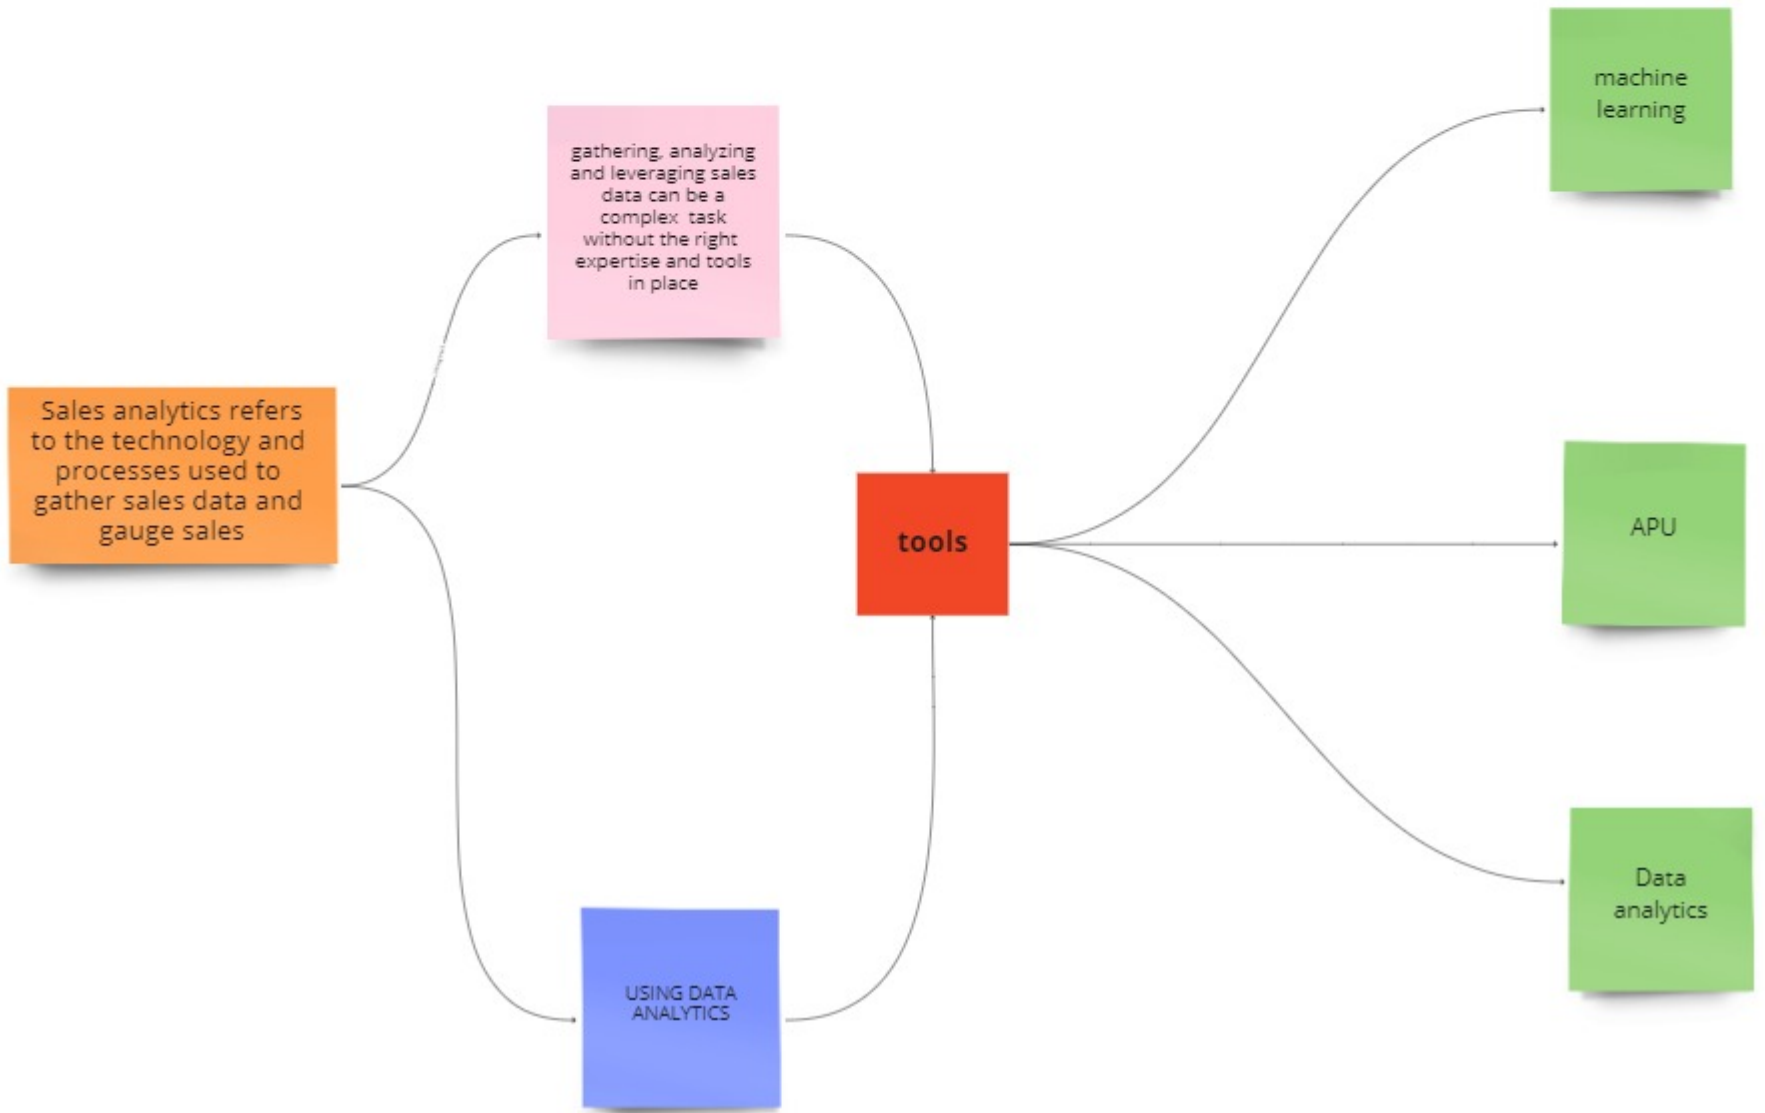 Sales analytics refers
to the technology and
processes used to
gather sales data and
gauge sales
gathering, analyzing
and leveraging sales
data can be a
complex task
without the right
expertise and tools
in place
USING DATA
ANALYTICS
tools
machine
learning
APU
Data
analytics